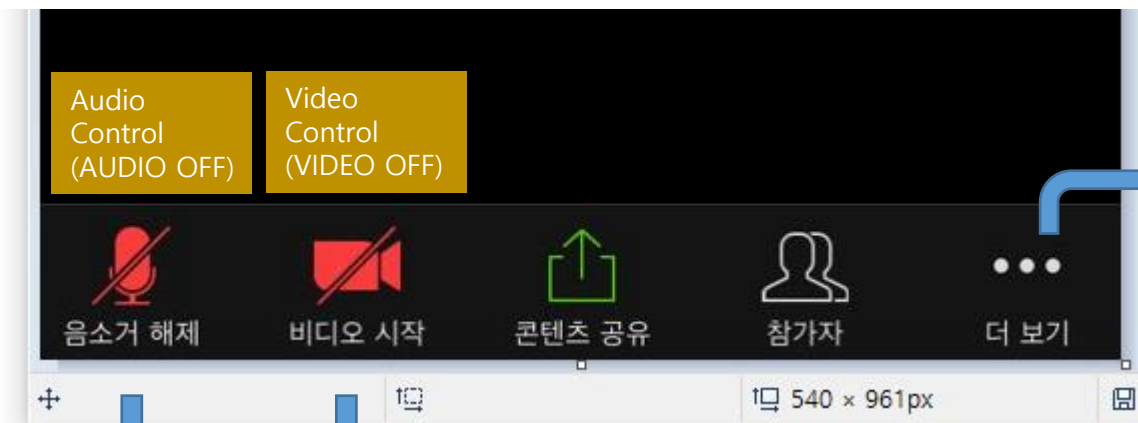 Audio
Control
(AUDIO OFF)
Video
Control
(VIDEO OFF)
음소거 해제
비디오 시작
콘텐츠 공유
참가자
더 보기
540 × 961px